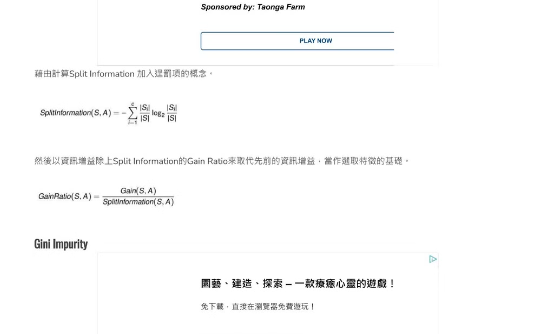 Sponsored by: Taonga Farm
PLAY NOW
藉由計算Split Information 加入逞罰項的概念。
SplitInformation(S, A) = −∑_{i=1}^{c} |S_i|/|S| log₂ |S_i|/|S|
然後以資訊增益除上Split Information的Gain Ratio來取代先前的資訊增益，當作選取特徵的基礎。
GainRatio(S, A) = Gain(S, A) / SplitInformation(S, A)
Gini Impurity
園藝、建造、探索 – 一款療癒心靈的遊戲！
免下載，直接在瀏覽器免費遊玩！